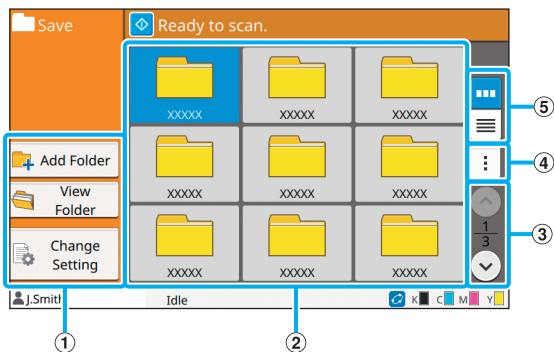 Save
Ready to scan.
XXXXX XXXXX XXXXX
⑤
Add Folder
④
View
Folder
XXXXX XXXXX XXXXX
1
3
③
Change
Setting
XXXXX XXXXX XXXXX
J.Smith
Idle
K C M Y
① ②